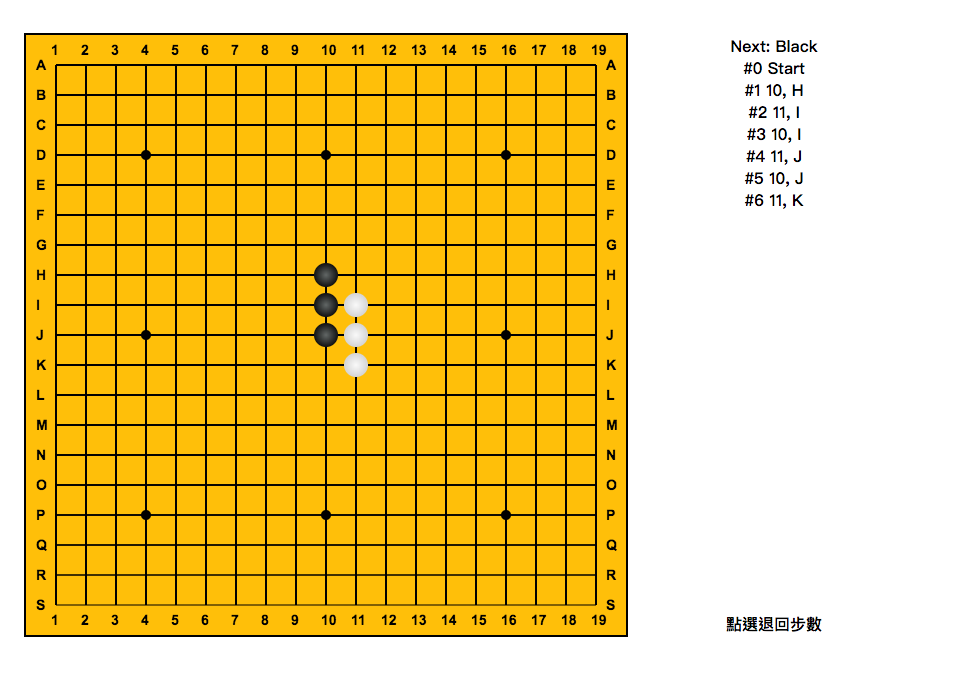 1 2 3 4 5 6 7 8 9 10 11 12 13 14 15 16 17 18 19
A A
B B
C C
D D
E E
F F
G G
H H
I I
J J
K K
L L
M M
N N
O O
P P
Q Q
R R
S S
1 2 3 4 5 6 7 8 9 10 11 12 13 14 15 16 17 18 19
Next: Black
#0 Start
#1 10, H
#2 11, I
#3 10, I
#4 11, J
#5 10, J
#6 11, K
點選退回步數